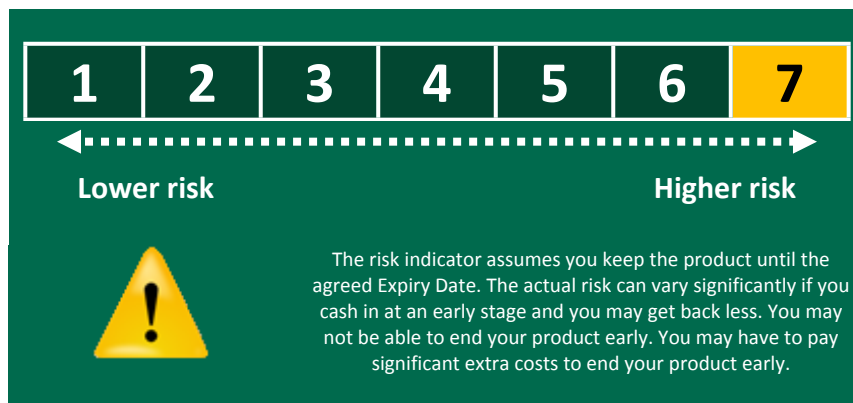 1 2 3 4 5 6 7
Lower risk Higher risk
!
The risk indicator assumes you keep the product until the
agreed Expiry Date. The actual risk can vary significantly if you
cash in at an early stage and you may get back less. You may
not be able to end your product early. You may have to pay
significant extra costs to end your product early.